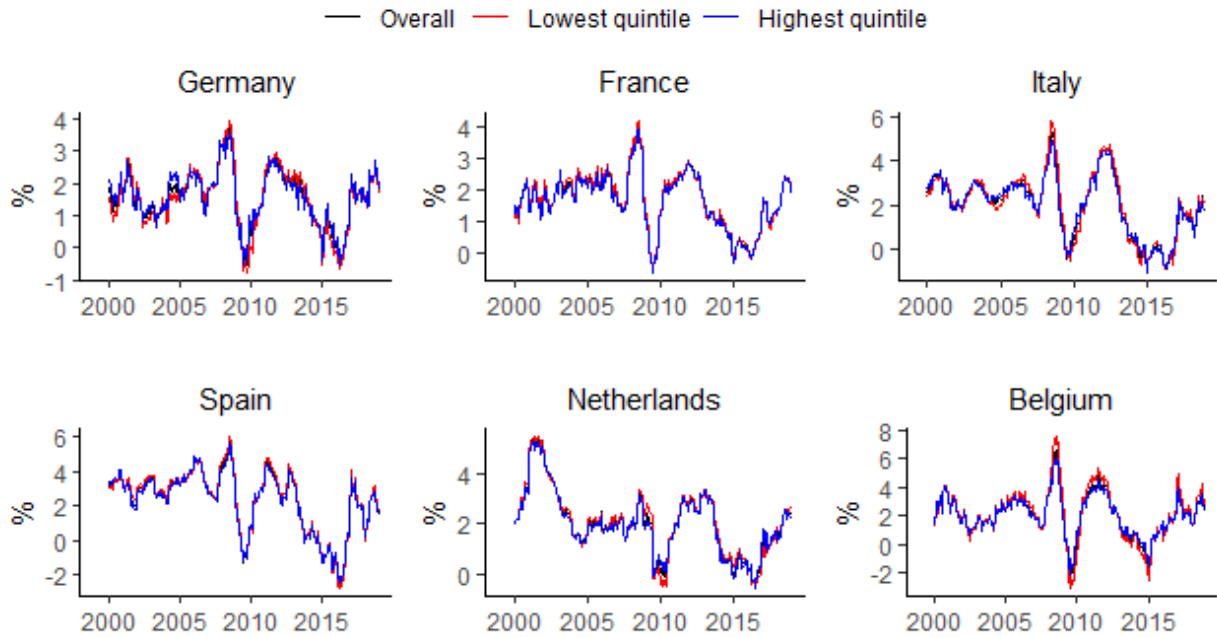 Overall Lowest quintile Highest quintile
Germany France Italy
% % %
4 3 2 1 0 -1
4 3 2 1 0
6 4 2 0
2000 2005 2010 2015 2000 2005 2010 2015 2000 2005 2010 2015
Spain Netherlands Belgium
% % %
6 4 2 0 -2
4 2 0
8 6 4 2 0 -2
2000 2005 2010 2015 2000 2005 2010 2015 2000 2005 2010 2015